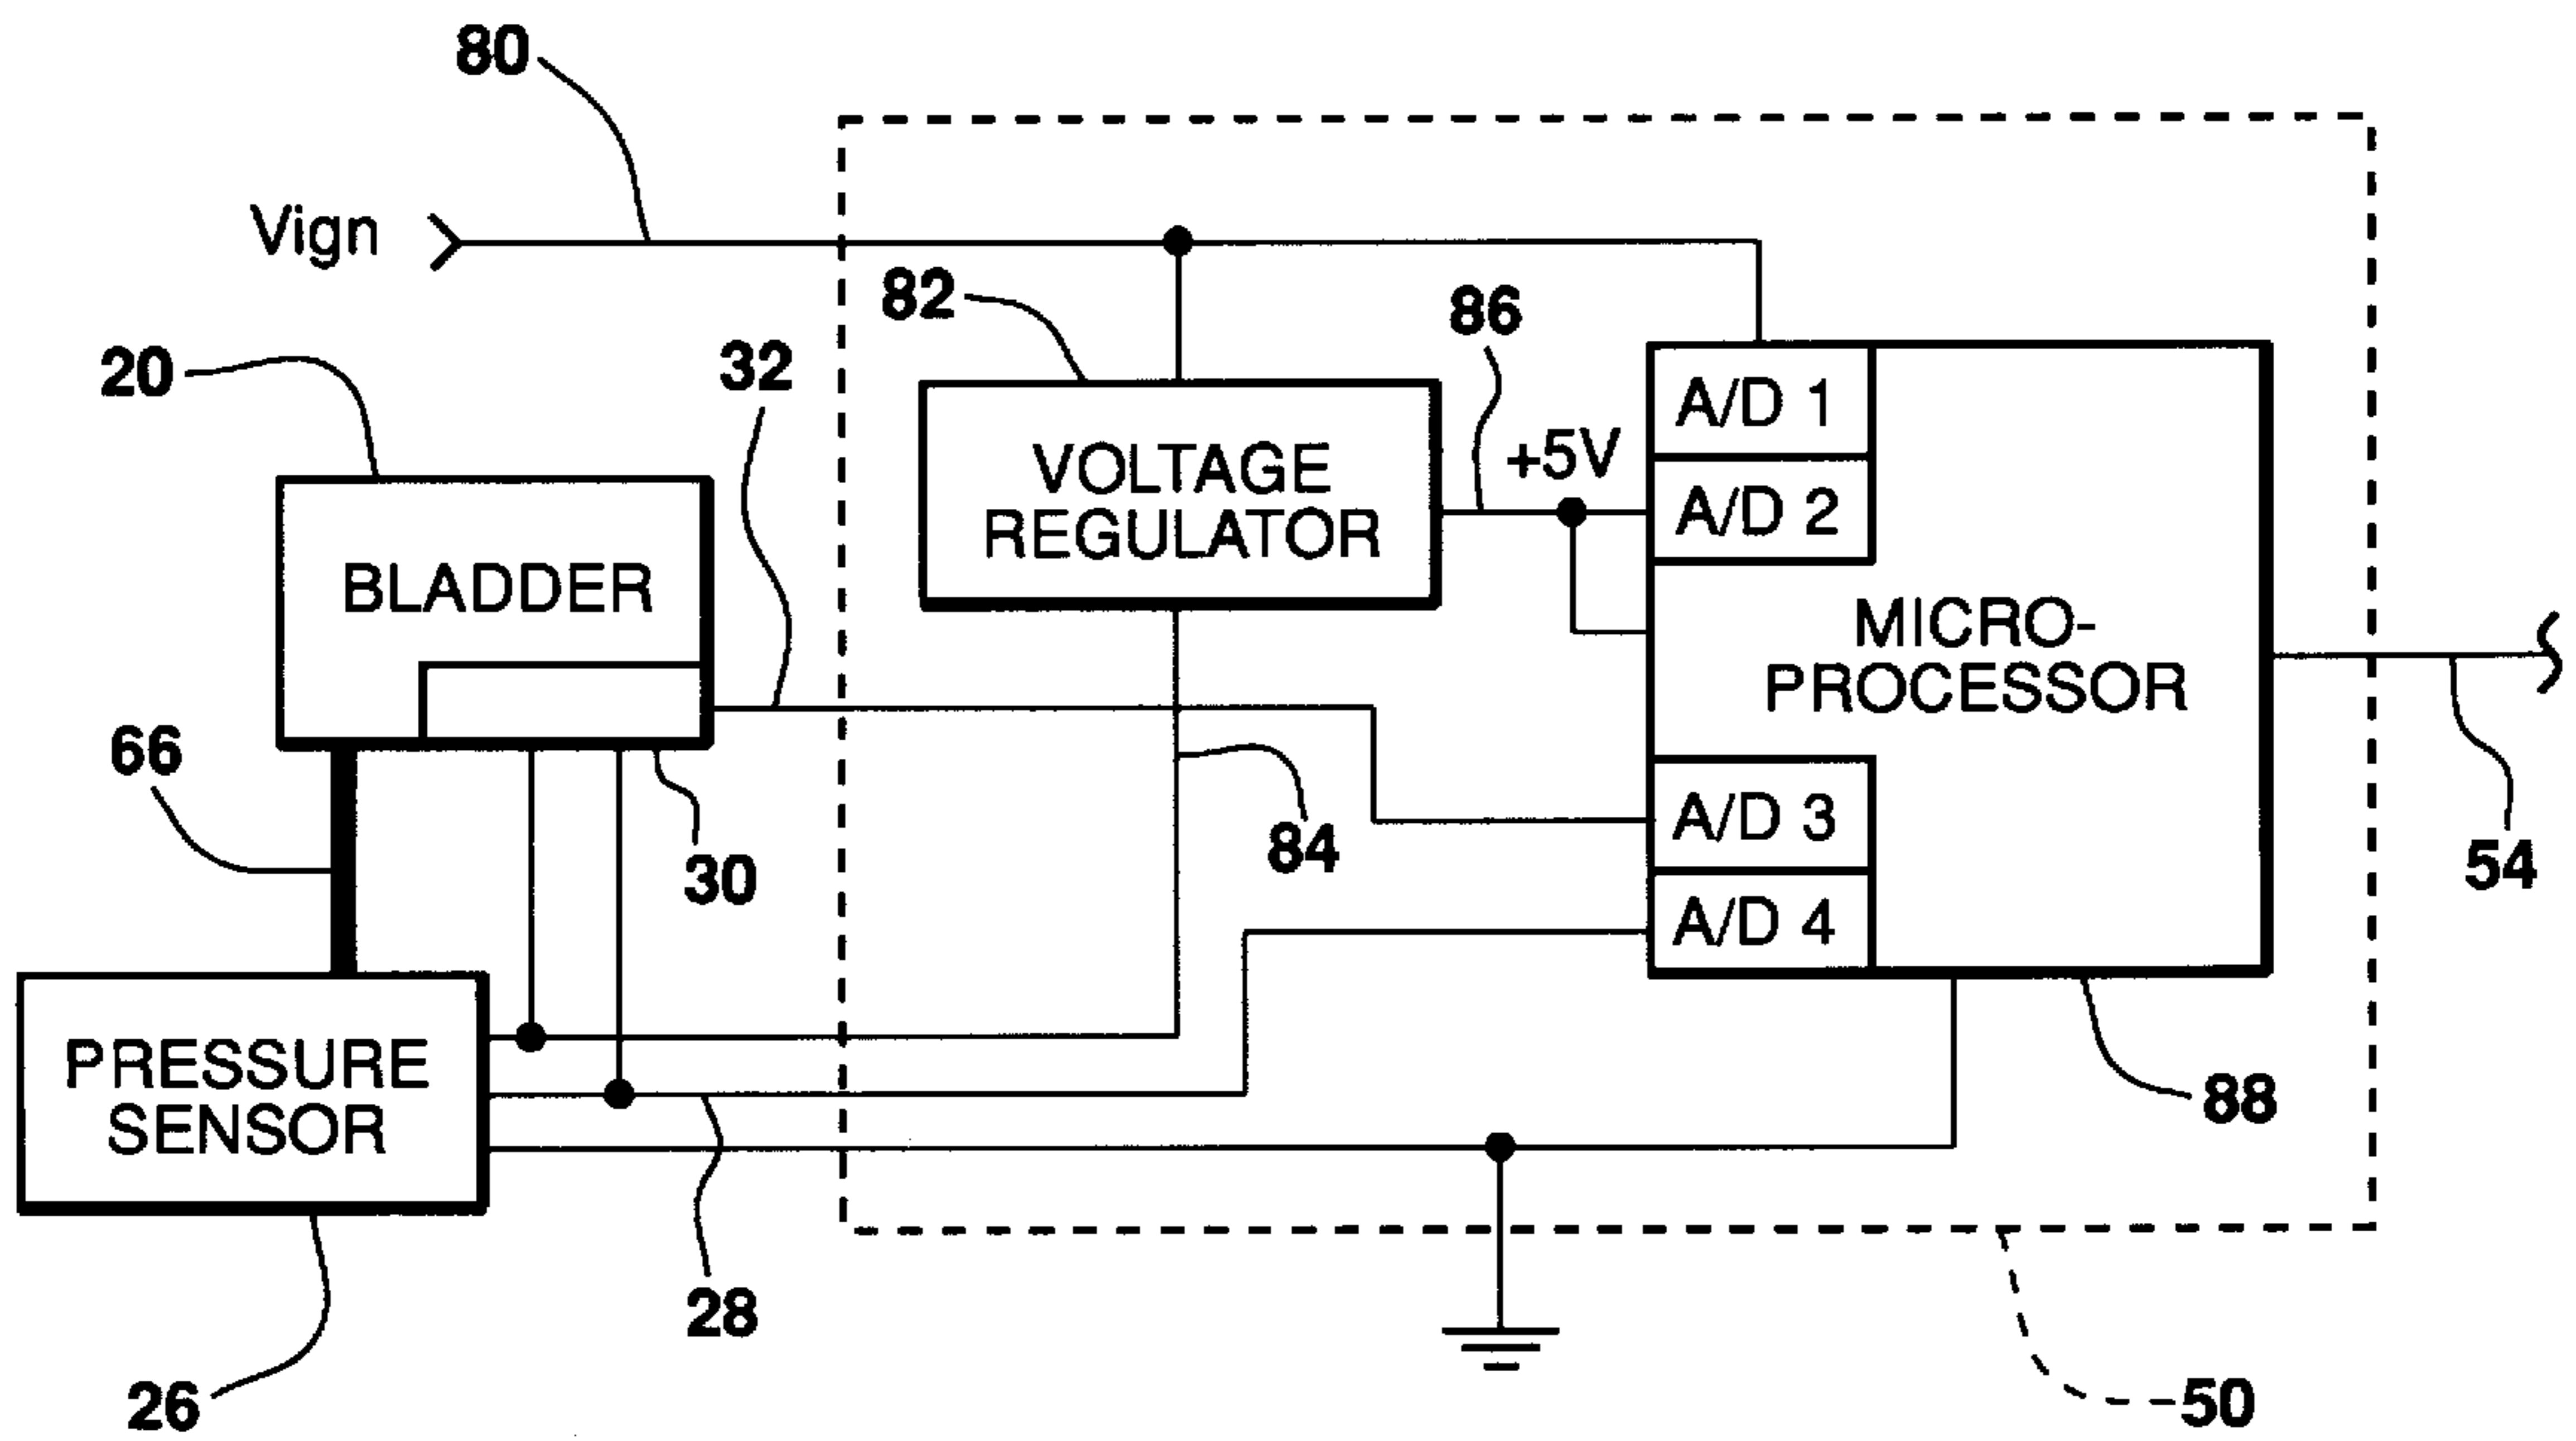 80
Vign
82
86
32
20
A/D 1
+5V
VOLTAGE
REGULATOR
A/D 2
BLADDER
MICRO-
PROCESSOR
66
A/D 3
84
30
54
A/D 4
PRESSURE
SENSOR
88
28
26
50